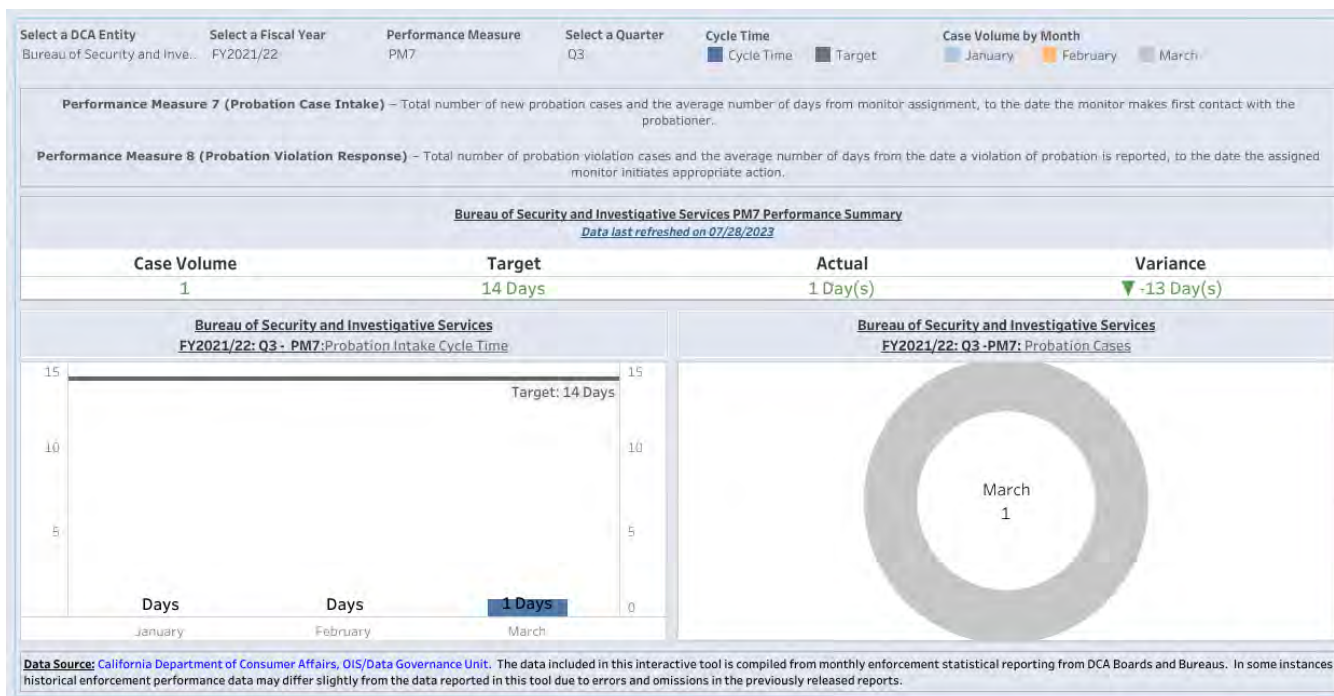 Select a DCA Entity Select a Fiscal Year Performance Measure Select a Quarter Cycle Time Case Volume by Month
Bureau of Security and Inve.. FY2021/22 PM7 Q3 Cycle Time Target January February March
Performance Measure 7 (Probation Case Intake) – Total number of new probation cases and the average number of days from monitor assignment, to the date the monitor makes first contact with the
probationer..
Performance Measure 8 (Probation Violation Response) – Total number of probation violation cases and the average number of days from the date a violation of probation is reported, to the date the assigned
monitor initiates appropriate action.
Bureau of Security and Investigative Services PM7 Performance Summary
Data last refreshed on 07/28/2023
Case Volume Target Actual Variance
1 14 Days 1 Day(s) ▼ -13 Day(s)
Bureau of Security and Investigative Services
FY2021/22: Q3 - PM7:Probation Intake Cycle Time
15 15
Target: 14 Days
10 10
5 5
Days Days 1 Days 0
January February March
Bureau of Security and Investigative Services
FY2021/22: Q3 -PM7: Probation Cases
March
1
Data Source: California Department of Consumer Affairs, OIS/Data Governance Unit. The data included in this interactive tool is compiled from monthly enforcement statistical reporting from DCA Boards and Bureaus. In some instances
historical enforcement performance data may differ slightly from the data reported in this tool due to errors and omissions in the previously released reports.